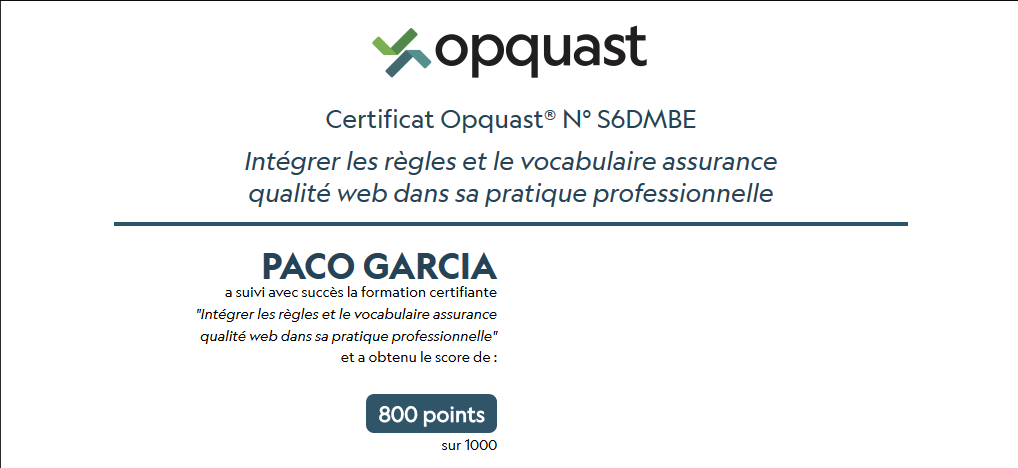 opquast
Certificat Opquast® N° S6DMBE
Intégrer les règles et le vocabulaire assurance
qualité web dans sa pratique professionnelle
PACO GARCIA
a suivi avec succès la formation certifiante
"Intégrer les règles et le vocabulaire assurance
qualité web dans sa pratique professionnelle"
et a obtenu le score de :
800 points
sur 1000